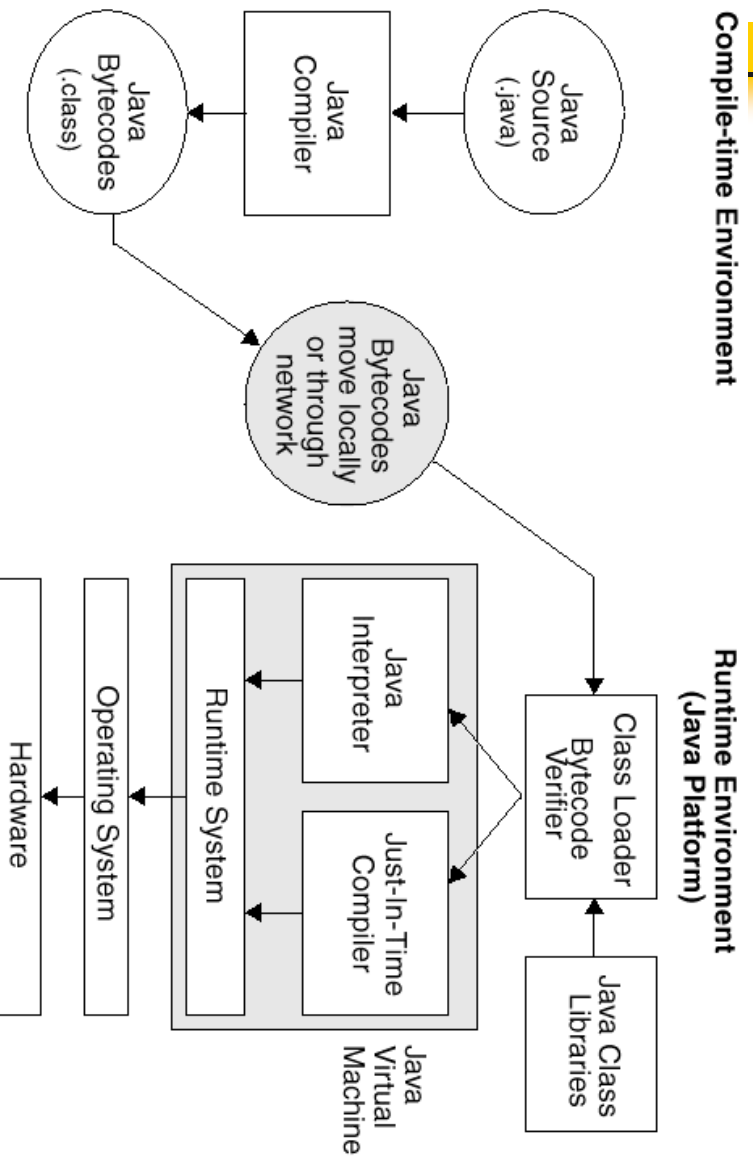 Compile-time Environment
Java
Source
(.java)
Java
Compiler
Java
Bytecodes
(.class)
Java
Bytecodes
move locally
or through
network
Runtime Environment
(Java Platform)
Class Loader
Bytecode
Verifier
Java Class
Libraries
Java
Interpreter
Just-In-Time
Compiler
Java
Virtual
Machine
Runtime System
Operating System
Hardware